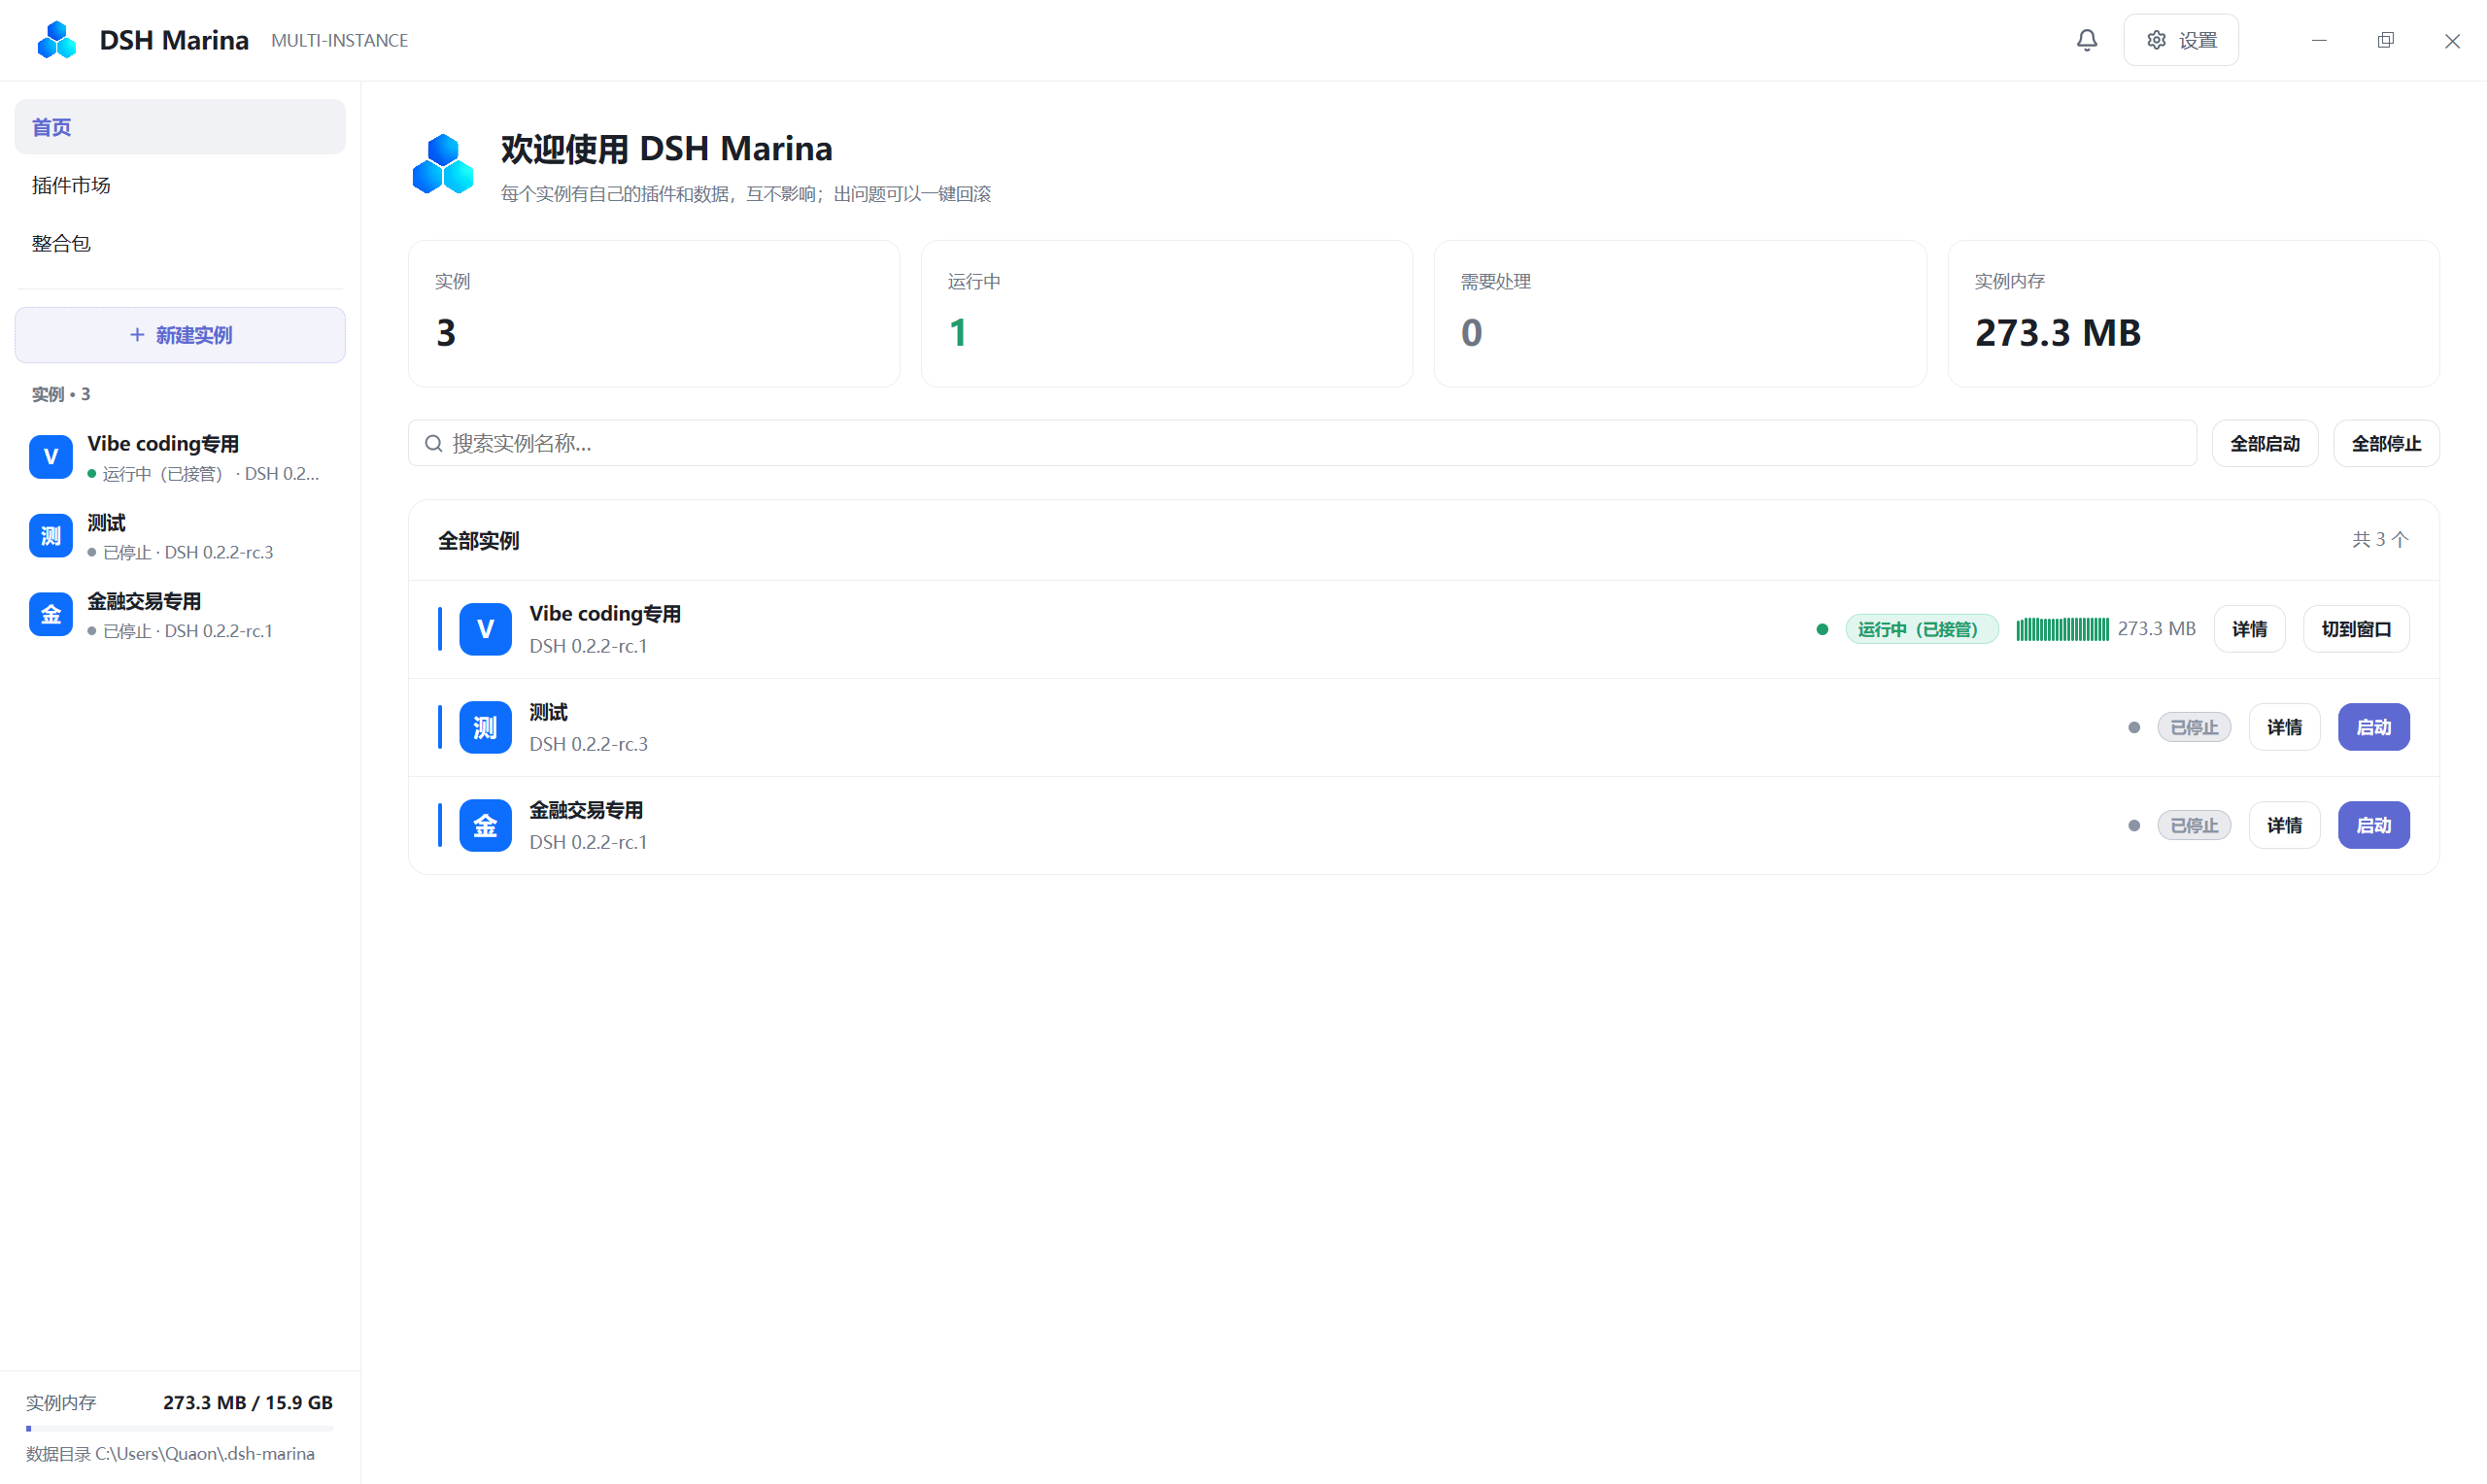 DSH Marina MULTI-INSTANCE 设置
首页
插件市场
整合包
+ 新建实例
实例 • 3
V Vibe coding专用
运行中（已接管） · DSH 0.2...
测 测试
已停止 · DSH 0.2.2-rc.3
金 金融交易专用
已停止 · DSH 0.2.2-rc.1
实例内存 273.3 MB / 15.9 GB
数据目录 C:\Users\Quaon\.dsh-marina
欢迎使用 DSH Marina
每个实例有自己的插件和数据，互不影响；出问题可以一键回滚
实例
3
运行中
1
需要处理
0
实例内存
273.3 MB
搜索实例名称... 全部启动 全部停止
全部实例 共 3 个
V Vibe coding专用
DSH 0.2.2-rc.1
运行中（已接管） 273.3 MB 详情 切到窗口
测 测试
DSH 0.2.2-rc.3
已停止 详情 启动
金 金融交易专用
DSH 0.2.2-rc.1
已停止 详情 启动